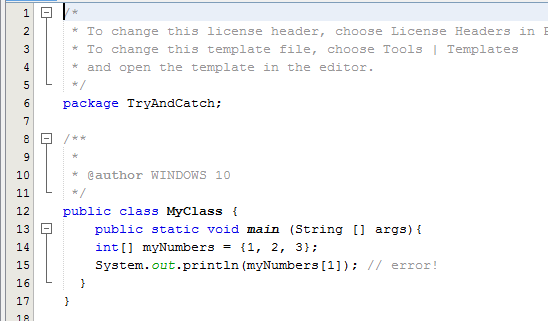 1 /*
2 * To change this license header, choose License Headers in
3 * To change this template file, choose Tools | Templates
4 * and open the template in the editor.
5 */
6 package TryAndCatch;
7
8 /**
9 *
10 * @author WINDOWS 10
11 */
12 public class MyClass {
13 public static void main (String [] args){
14 int[] myNumbers = {1, 2, 3};
15 System.out.println(myNumbers[1]); // error!
16 }
17 }
18